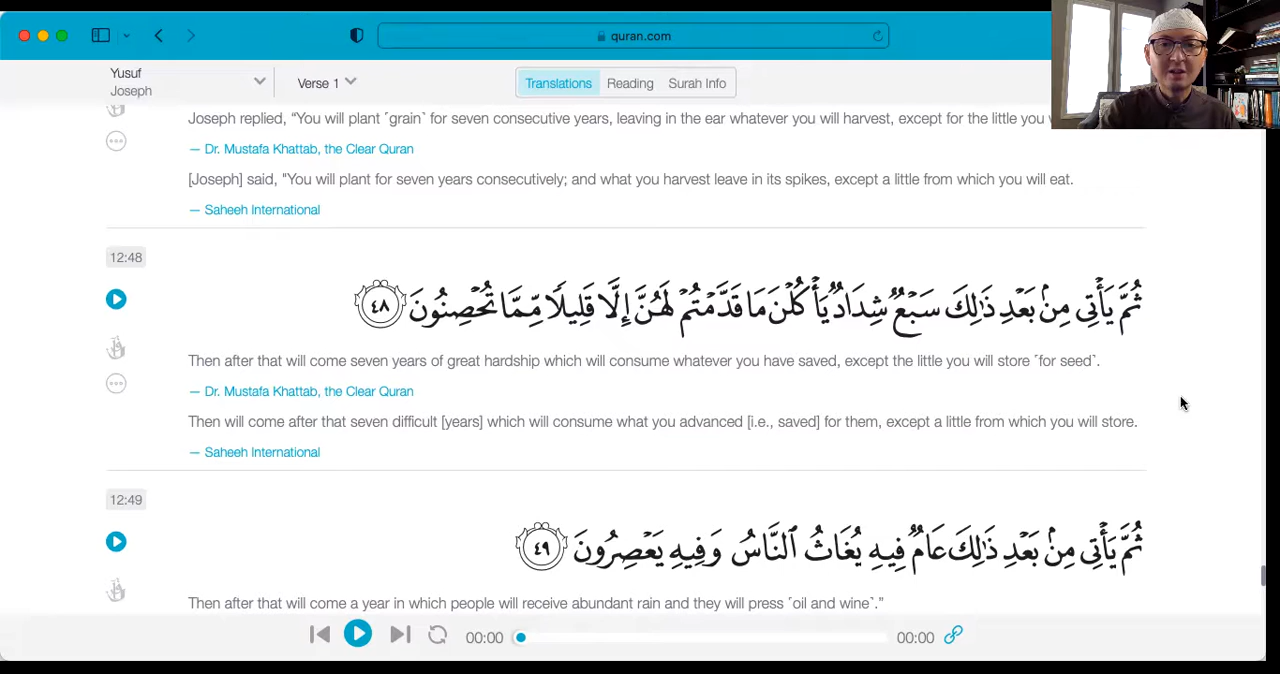 quran.com
Yusuf
Joseph
Verse 1
Translations Reading Surah Info
Joseph replied, “You will plant ˹grain˺ for seven consecutive years, leaving in the ear whatever you will harvest, except for the little you
— Dr. Mustafa Khattab, the Clear Quran
[Joseph] said, "You will plant for seven years consecutively; and what you harvest leave in its spikes, except a little from which you will eat.
— Saheeh International
12:48
ثُمَّ يَأْتِى مِنۢ بَعْدِ ذَٰلِكَ سَبْعٌ شِدَادٌ يَأْكُلْنَ مَا قَدَّمْتُمْ لَهُنَّ إِلَّا قَلِيلًا مِّمَّا تُحْصِنُونَ ٤٨
Then after that will come seven years of great hardship which will consume whatever you have saved, except the little you will store ˹for seed˺.
— Dr. Mustafa Khattab, the Clear Quran
Then will come after that seven difficult [years] which will consume what you advanced [i.e., saved] for them, except a little from which you will store.
— Saheeh International
12:49
ثُمَّ يَأْتِى مِنۢ بَعْدِ ذَٰلِكَ عَامٌ فِيهِ يُغَاثُ ٱلنَّاسُ وَفِيهِ يَعْصِرُونَ ٤٩
Then after that will come a year in which people will receive abundant rain and they will press ˹oil and wine˺.”
00:00 00:00